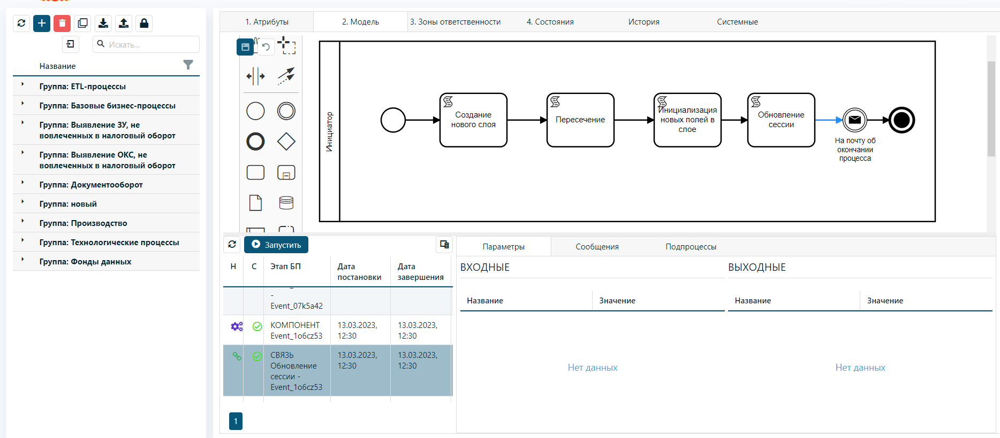 1. Атрибуты
2. Модель
3. Зоны ответственности
4. Состояния
История
Системные
Искать...
Название
Группа: ETL-процессы
Группа: Базовые бизнес-процессы
Группа: Выявление ЗУ, не
вовлеченных в налоговый оборот
Группа: Выявление ОКС, не
вовлеченных в налоговый оборот
Группа: Документооборот
Группа: новый
Группа: Производство
Группа: Технологические процессы
Группа: Фонды данных
Инициатор
Создание
нового слоя
Пересечение
Инициализация
новых полей в
слое
Обновление
сессии
На почту об
окончании
процесса
Запустить
Н
С
Этап БП
Дата
постановки
Дата
завершения
-
Event_07k5a42
КОМПОНЕНТ
Event_1o6cz53
13.03.2023,
12:30
13.03.2023,
12:30
СВЯЗЬ
Обновление
сессии -
Event_1o6cz53
13.03.2023,
12:30
13.03.2023,
12:30
1
Параметры
Сообщения
Подпроцессы
ВХОДНЫЕ
Название
Значение
Нет данных
ВЫХОДНЫЕ
Название
Значение
Нет данных